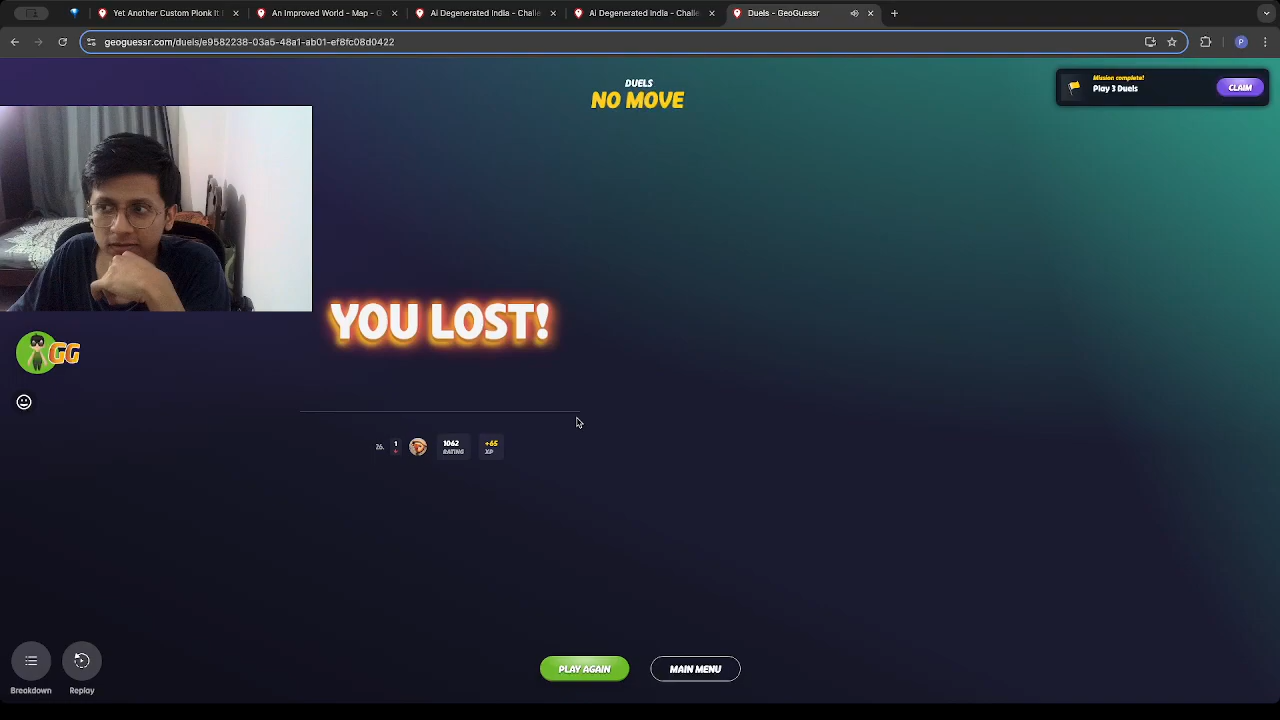 Yet Another Custom Plonk It
An Improved World - Map - G
Ai Degenerated India - Challe
Ai Degenerated India - Challe
Duels - GeoGuessr
geoguessr.com/duels/e9582238-03a5-48a1-ab01-ef8fc08d0422
P
DUELS
NO MOVE
Mission complete!
Play 3 Duels
CLAIM
YOU LOST!
GG
26.
1
1062
RATING
+65
XP
PLAY AGAIN
MAIN MENU
Breakdown
Replay